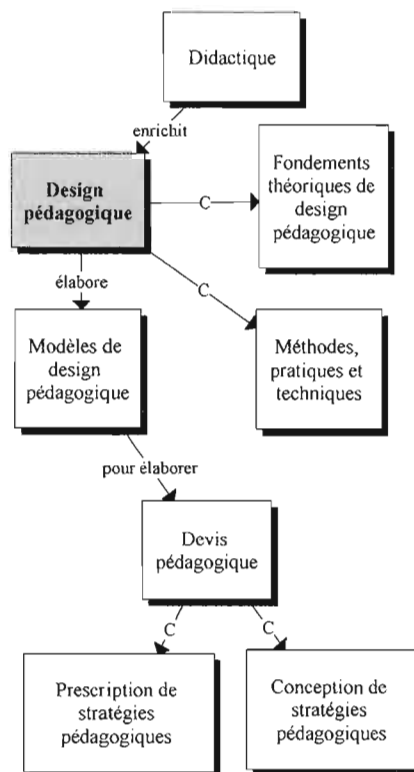 Didactique
enrichit
Design
pédagogique
C
Fondements
théoriques de
design
pédagogique
élabore
C
Modèles de
design
pédagogique
Méthodes,
pratiques et
techniques
pour élaborer
Devis
pédagogique
C
C
Prescription de
stratégies
pédagogiques
Conception de
stratégies
pédagogiques